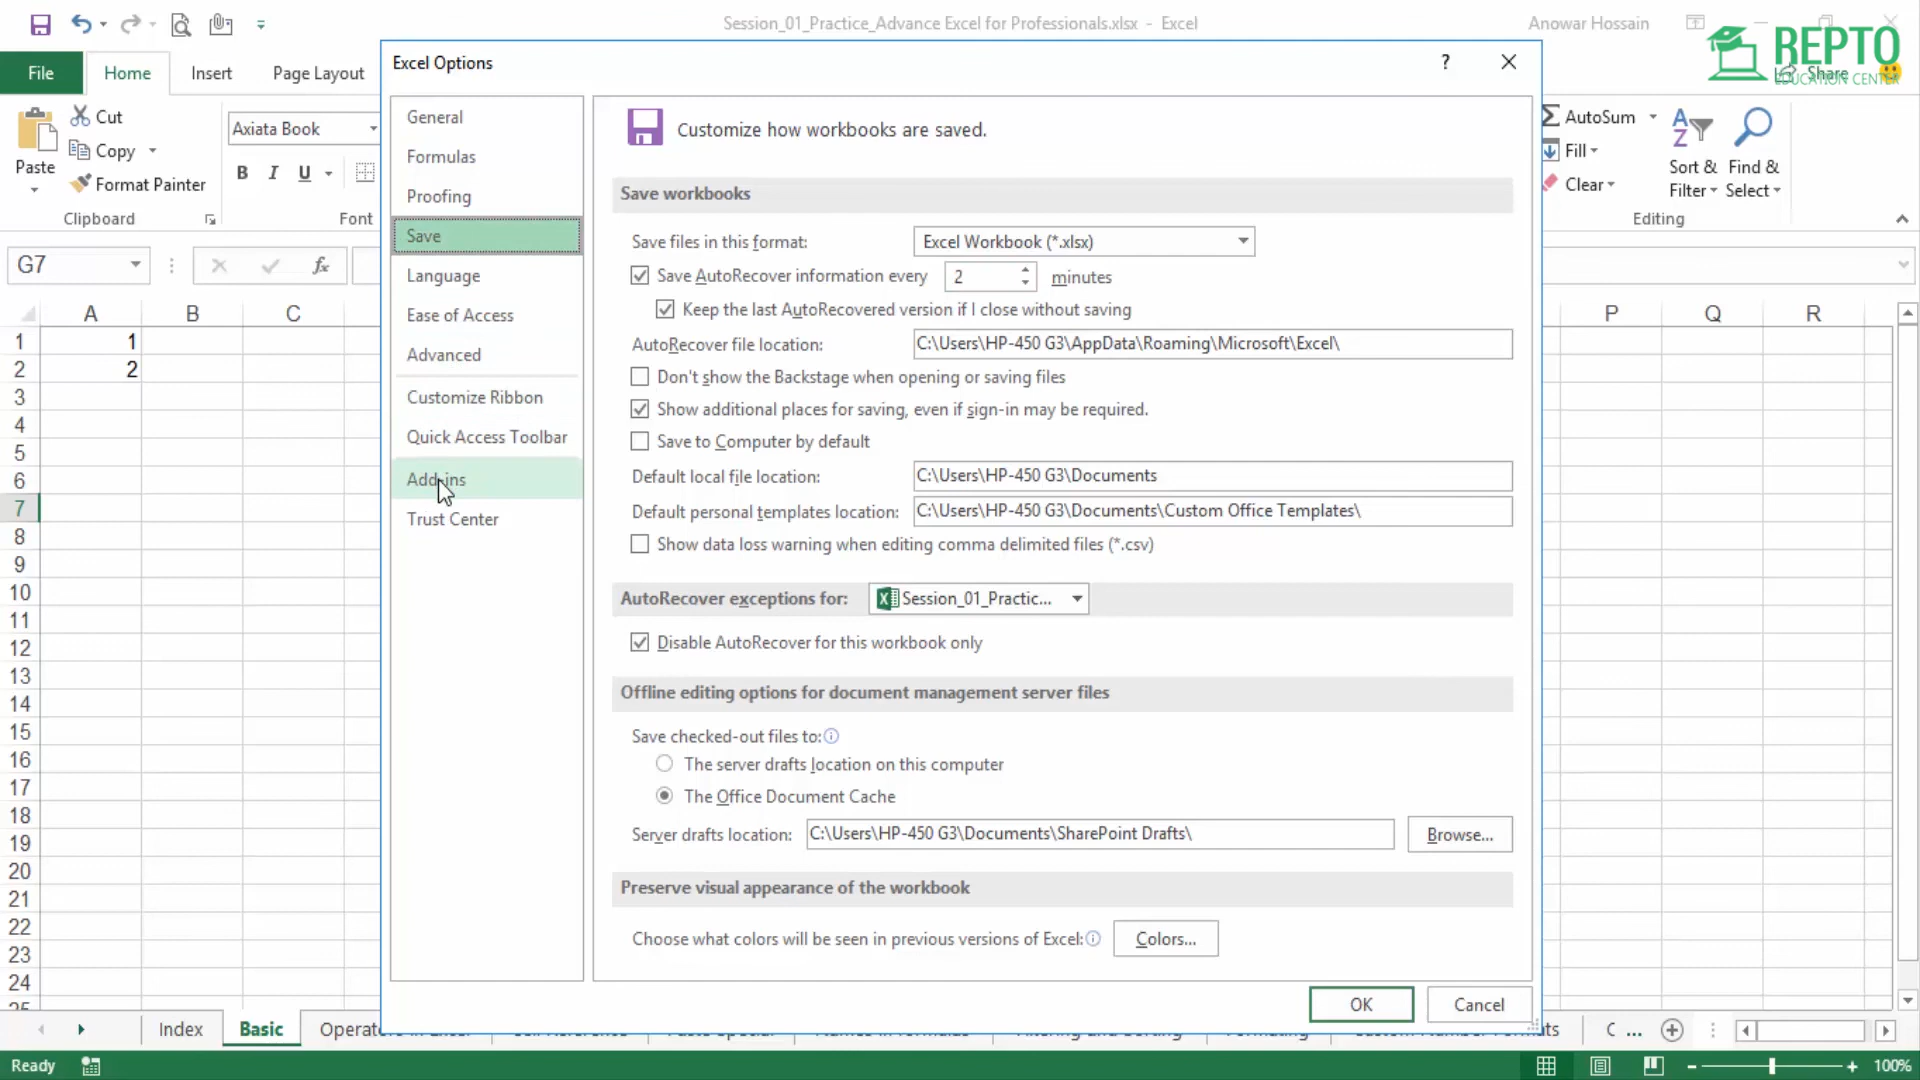 Session_01_Practice_Advance Excel for Professionals.xlsx - Excel
Anowar Hossain
REPTO
EDUCATION CENTER
File
Home
Insert
Page Layout
Share
Paste
Cut
Copy
Format Painter
Clipboard
Axiata Book
B I U
Font
AutoSum
Fill
Clear
Sort & Filter
Find & Select
Editing
G7
fx
A B C P Q R
1 1
2 2
3
4
5
6
7
8
9
10
11
12
13
14
15
16
17
18
19
20
21
22
23
24
25
Excel Options
?
General
Formulas
Proofing
Save
Language
Ease of Access
Advanced
Customize Ribbon
Quick Access Toolbar
Add-ins
Trust Center
Customize how workbooks are saved.
Save workbooks
Save files in this format: Excel Workbook (*.xlsx)
Save AutoRecover information every 2 minutes
Keep the last AutoRecovered version if I close without saving
AutoRecover file location: C:\Users\HP-450 G3\AppData\Roaming\Microsoft\Excel\
Don't show the Backstage when opening or saving files
Show additional places for saving, even if sign-in may be required.
Save to Computer by default
Default local file location: C:\Users\HP-450 G3\Documents
Default personal templates location: C:\Users\HP-450 G3\Documents\Custom Office Templates\
Show data loss warning when editing comma delimited files (*.csv)
AutoRecover exceptions for: Session_01_Practic...
Disable AutoRecover for this workbook only
Offline editing options for document management server files
Save checked-out files to:
The server drafts location on this computer
The Office Document Cache
Server drafts location: C:\Users\HP-450 G3\Documents\SharePoint Drafts\ Browse...
Preserve visual appearance of the workbook
Choose what colors will be seen in previous versions of Excel: Colors...
OK Cancel
Index Basic C ...
Ready 100%